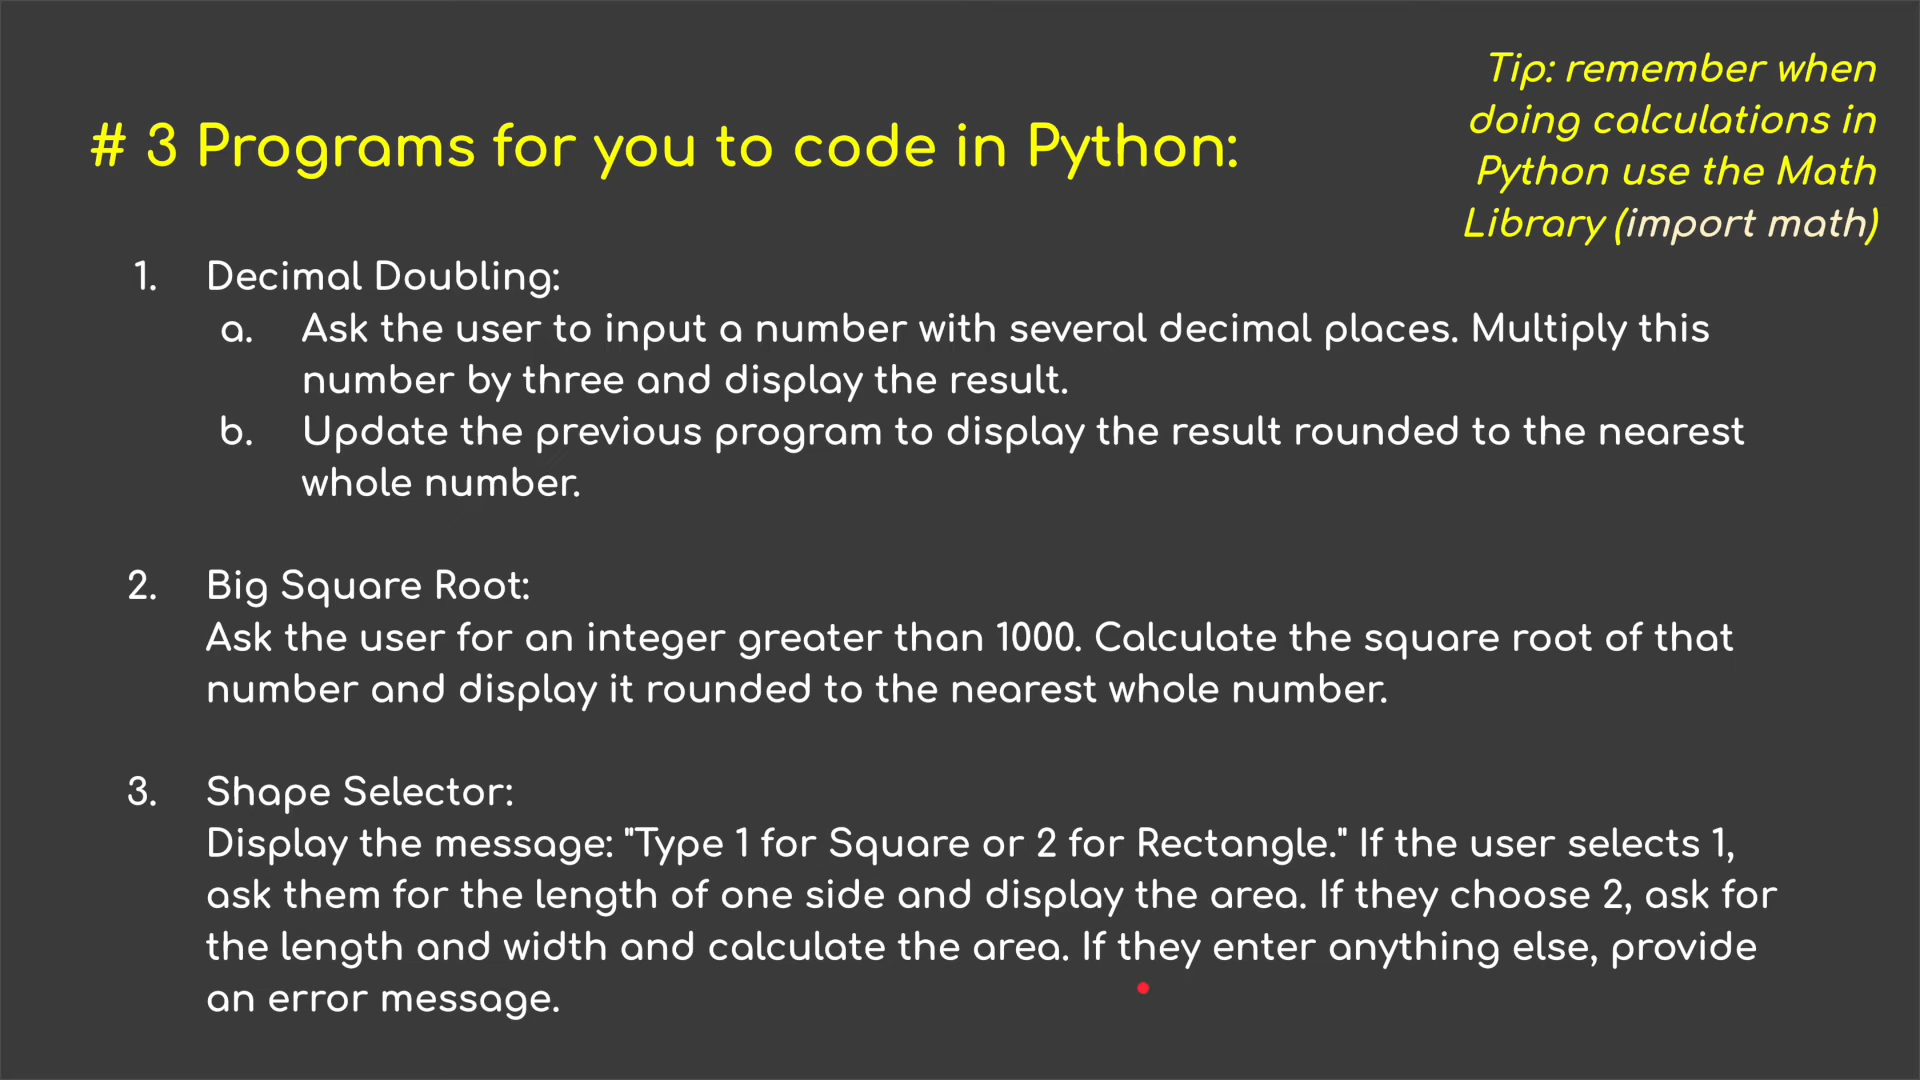 # 3 Programs for you to code in Python:
Tip: remember when
doing calculations in
Python use the Math
Library (import math)
1. Decimal Doubling:
a. Ask the user to input a number with several decimal places. Multiply this
number by three and display the result.
b. Update the previous program to display the result rounded to the nearest
whole number.
2. Big Square Root:
Ask the user for an integer greater than 1000. Calculate the square root of that
number and display it rounded to the nearest whole number.
3. Shape Selector:
Display the message: "Type 1 for Square or 2 for Rectangle." If the user selects 1,
ask them for the length of one side and display the area. If they choose 2, ask for
the length and width and calculate the area. If they enter anything else, provide
an error message.